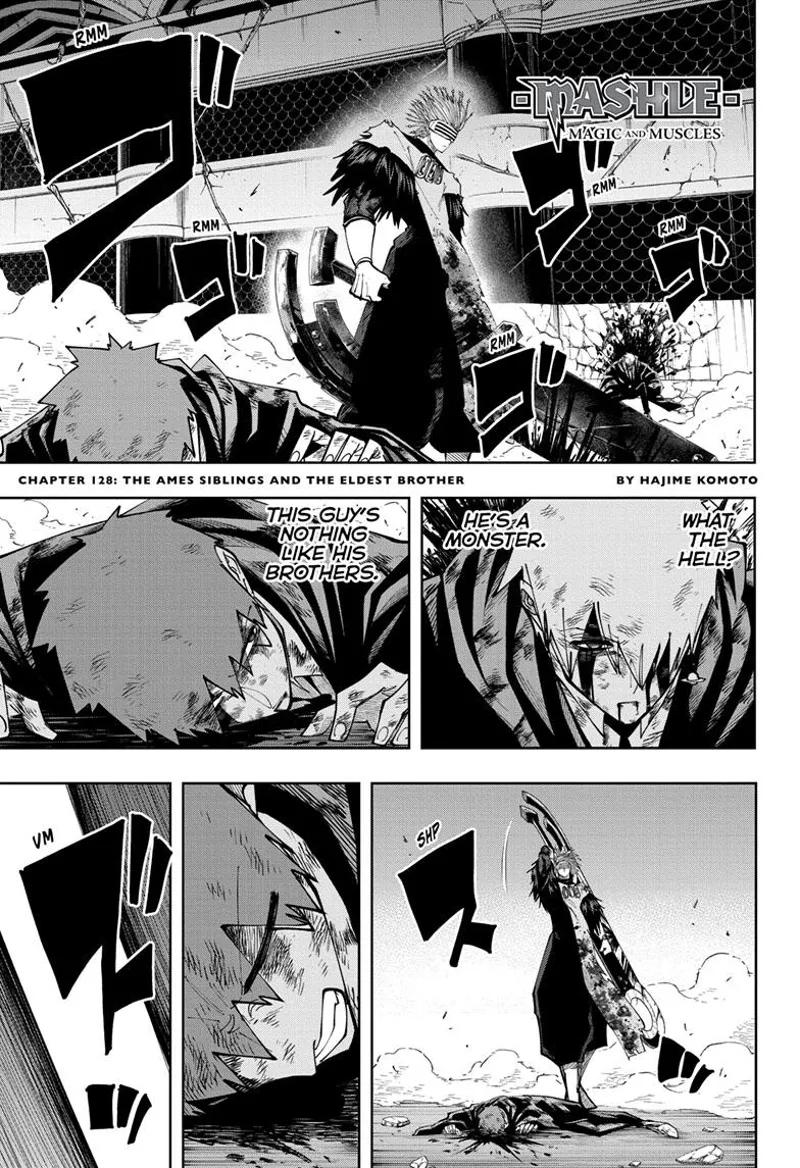 RMM
-MASHLE-
MAGIC AND MUSCLES
ゴ
RMM
ゴ
RMM
ゴ
RMM
ゴ
RMM
ゴ
CHAPTER 128: THE AMES SIBLINGS AND THE ELDEST BROTHER
BY HAJIME KOMOTO
WHAT
THE
HELL?
HE'S A
MONSTER.
THIS GUY'S
NOTHING
LIKE HIS
BROTHERS.
SHP
VM